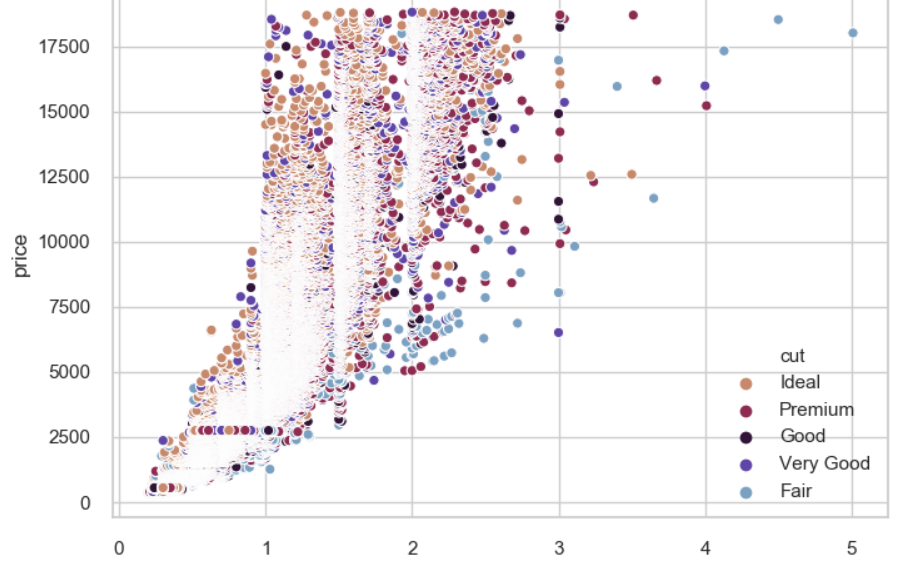 17500
15000
12500
10000
7500
5000
2500
0
price
0 1 2 3 4 5
cut
Ideal
Premium
Good
Very Good
Fair